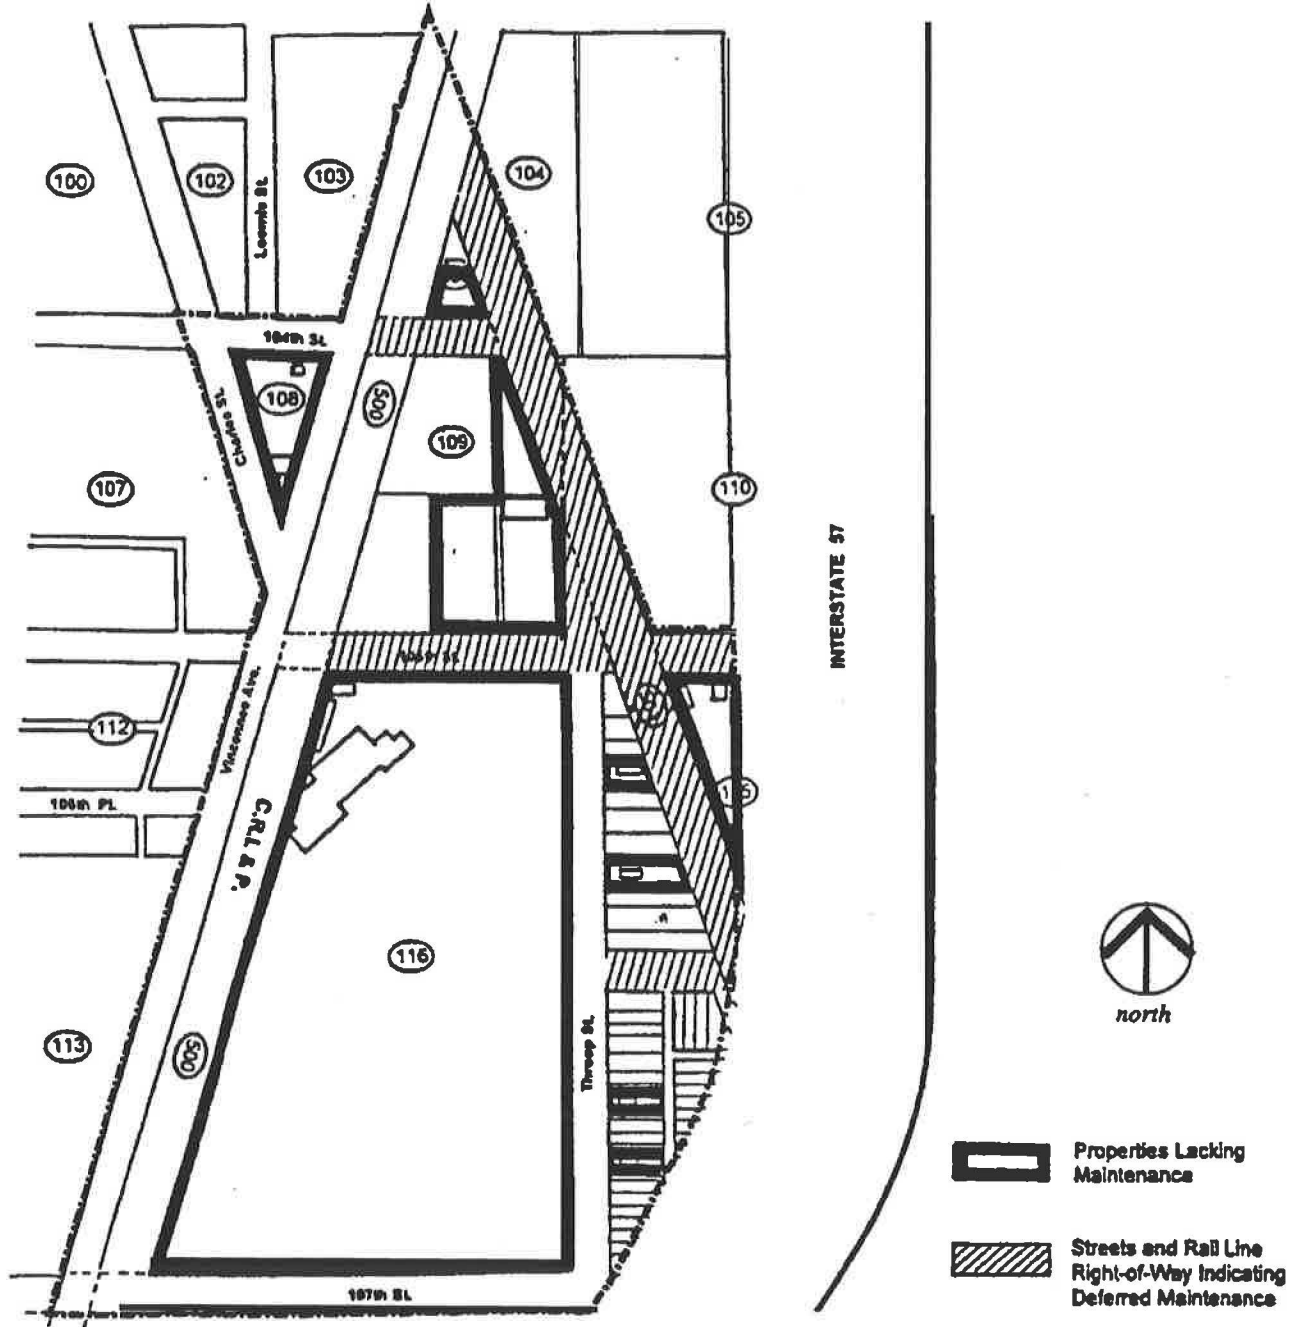 100
102
Loomis St.
103
104
105
104th St.
108
Charles St.
500
109
107
110
INTERSTATE 57
105th St.
Vincennes Ave.
112
106th Pl.
C.R.I. & P.
116
113
500
Throop St.
north
107th St.
Properties Lacking
Maintenance
Streets and Rail Line
Right-of-Way Indicating
Deferred Maintenance